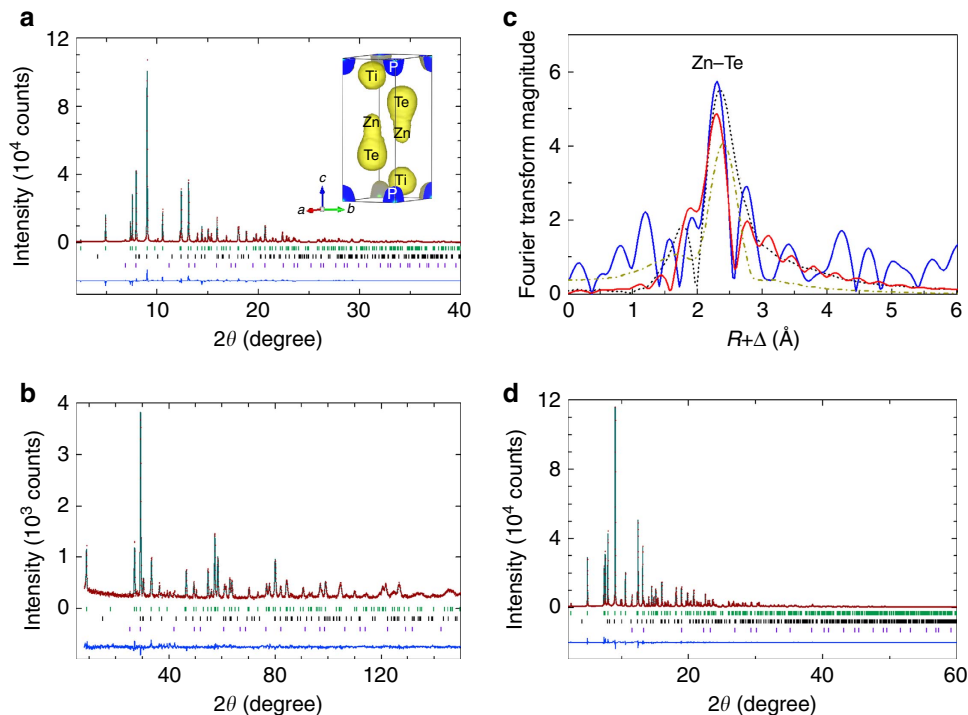 a
Intensity (10⁴ counts)
12
8
4
0
10
20
30
40
2θ (degree)
P
Ti
Te
Zn
Zn
Te
Ti
P
c
a
b
c
Fourier transform magnitude
6
4
2
0
Zn–Te
0
1
2
3
4
5
6
R+Δ (Å)
b
Intensity (10³ counts)
4
3
2
1
0
40
80
120
2θ (degree)
d
Intensity (10⁴ counts)
12
8
4
0
20
40
60
2θ (degree)